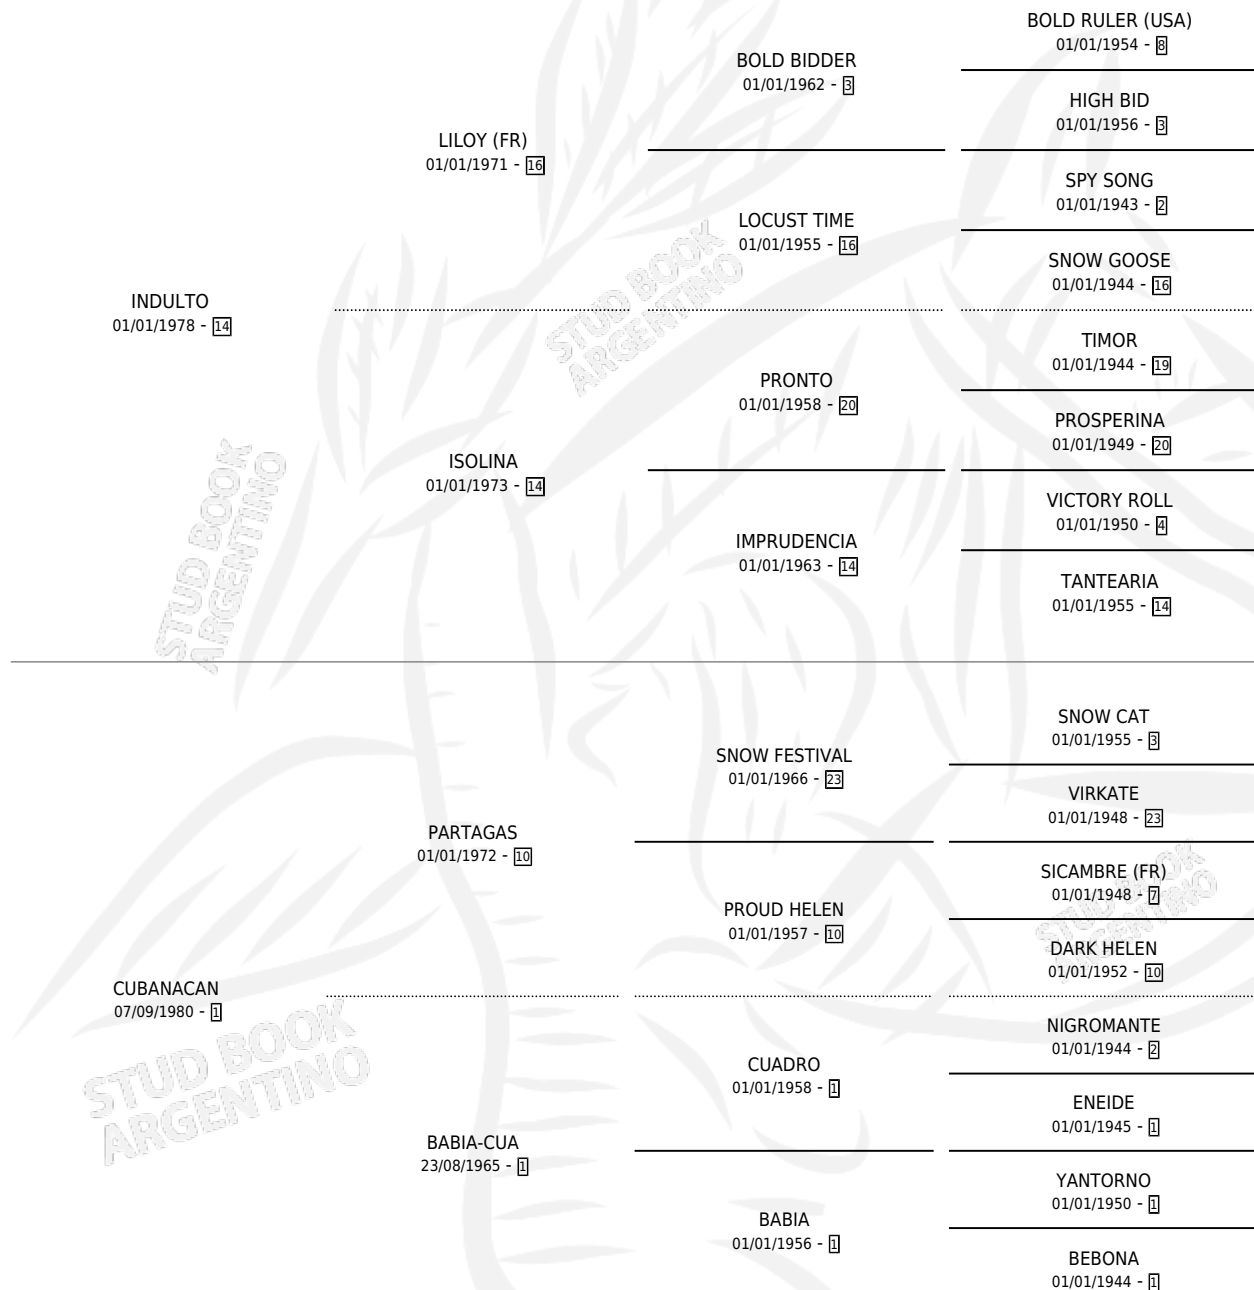 BOLD RULER (USA)
01/01/1954 - 8
BOLD BIDDER
01/01/1962 - 3
HIGH BID
01/01/1956 - 3
LILOY (FR)
01/01/1971 - 16
SPY SONG
01/01/1943 - 2
LOCUST TIME
01/01/1955 - 16
SNOW GOOSE
01/01/1944 - 16
INDULTO
01/01/1978 - 14
TIMOR
01/01/1944 - 19
PRONTO
01/01/1958 - 20
PROSPERINA
01/01/1949 - 20
ISOLINA
01/01/1973 - 14
VICTORY ROLL
01/01/1950 - 4
IMPRUDENCIA
01/01/1963 - 14
TANTEARIA
01/01/1955 - 14
STUD BOOK
ARGENTINO
STUD BOOK
ARGENTINO
SNOW CAT
01/01/1955 - 3
SNOW FESTIVAL
01/01/1966 - 23
VIRKATE
01/01/1948 - 23
PARTAGAS
01/01/1972 - 10
SICAMBRE (FR)
01/01/1948 - 7
PROUD HELEN
01/01/1957 - 10
DARK HELEN
01/01/1952 - 10
CUBANACAN
07/09/1980 - 1
NIGROMANTE
01/01/1944 - 2
CUADRO
01/01/1958 - 1
ENEIDE
01/01/1945 - 1
BABIA-CUA
23/08/1965 - 1
YANTORNO
01/01/1950 - 1
BABIA
01/01/1956 - 1
BEBONA
01/01/1944 - 1
STUD BOOK
ARGENTINO
STUD BOOK
ARGENTINO